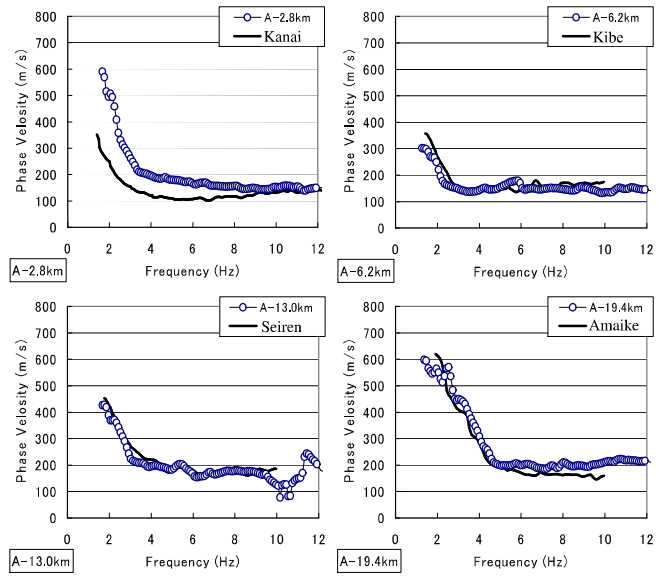 A-2.8km
Kanai
800
700
600
500
400
300
200
100
0
Phase Velocity (m/s)
0 2 4 6 8 10 12
Frequency (Hz)
A-2.8km
A-6.2km
Kibe
800
700
600
500
400
300
200
100
0
Phase Velocity (m/s)
0 2 4 6 8 10 12
Frequency (Hz)
A-6.2km
A-13.0km
Seiren
800
700
600
500
400
300
200
100
0
Phase Velocity (m/s)
0 2 4 6 8 10 12
Frequency (Hz)
A-13.0km
A-19.4km
Amaike
800
700
600
500
400
300
200
100
0
Phase Velocity (m/s)
0 2 4 6 8 10 12
Frequency (Hz)
A-19.4km